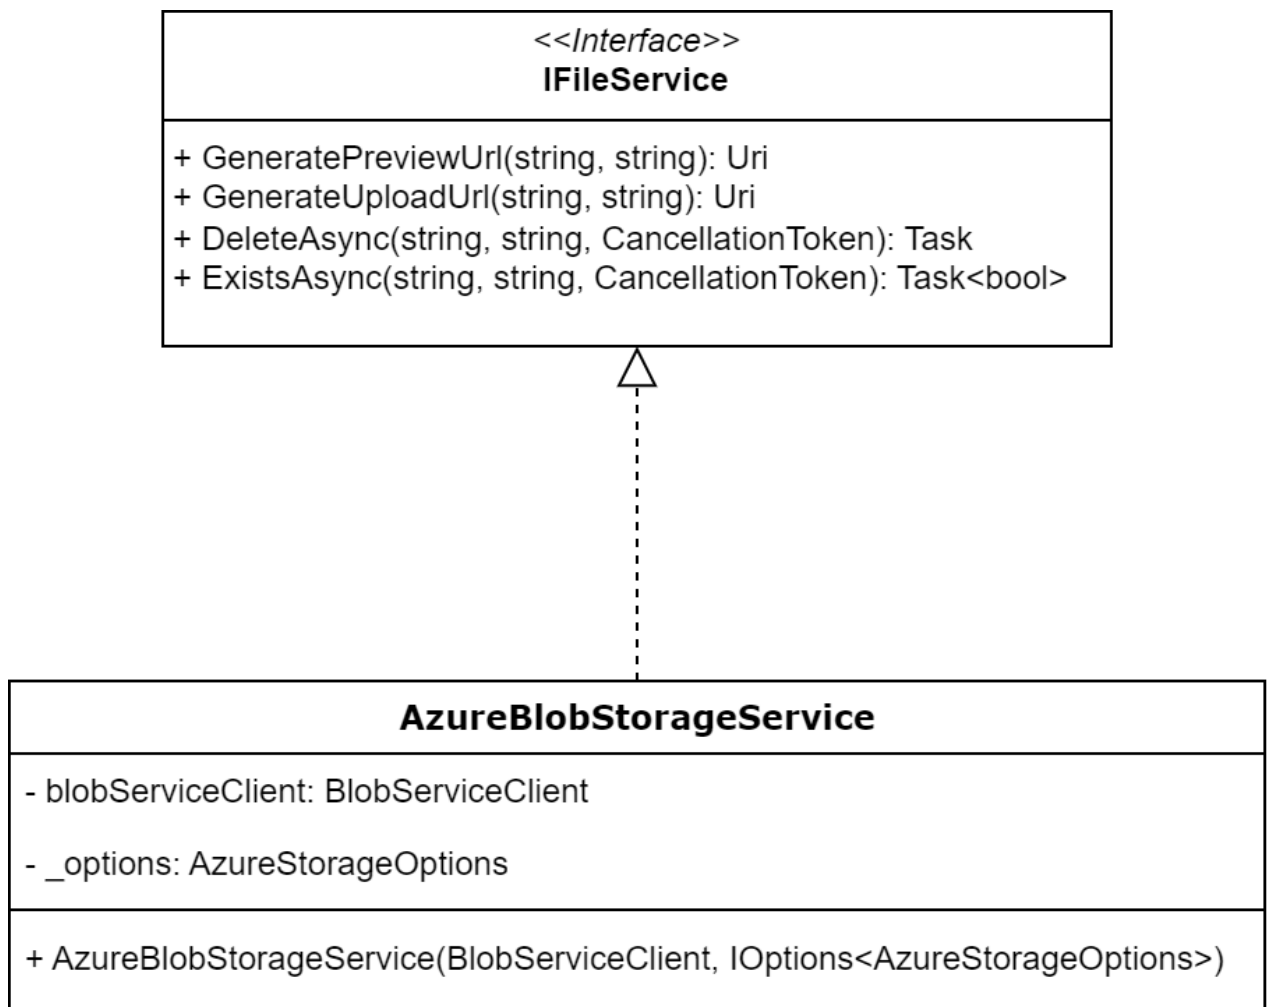 <<Interface>>
IFileService
+ GeneratePreviewUrl(string, string): Uri
+ GenerateUploadUrl(string, string): Uri
+ DeleteAsync(string, string, CancellationToken): Task
+ ExistsAsync(string, string, CancellationToken): Task<bool>
AzureBlobStorageService
- blobServiceClient: BlobServiceClient
- _options: AzureStorageOptions
+ AzureBlobStorageService(BlobServiceClient, IOptions<AzureStorageOptions>)